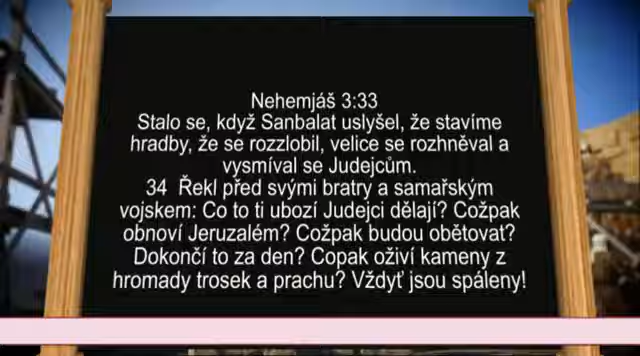 Nehemjáš 3:33
Stalo se, když Sanbalat uslyšel, že stavíme
hradby, že se rozzlobil, velice se rozhněval a
vysmíval se Judejcům.
34 Řekl před svými bratry a samařským
vojskem: Co to ti ubozí Judejci dělají? Cožpak
obnoví Jeruzalém? Cožpak budou obětovat?
Dokončí to za den? Copak oživí kameny z
hromady trosek a prachu? Vždyť jsou spáleny!